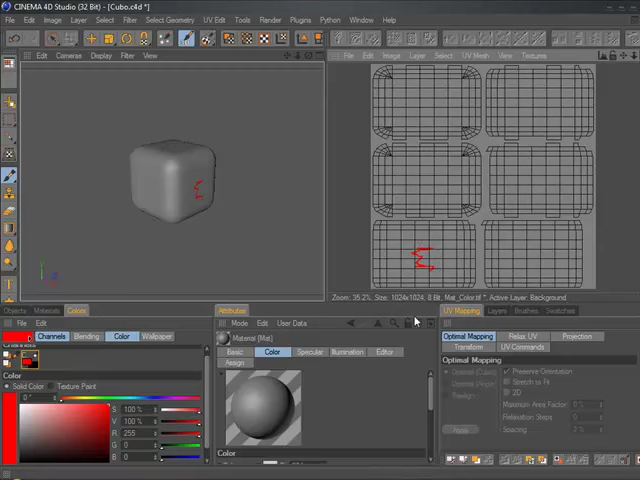 CINEMA 4D Studio (32 Bit) - [Cubo.c4d *]
File Edit Image Layer Select Filter Select Geometry UV Edit Tools Render Plugins Python Window Help
Edit Cameras Display Filter View
File Edit Image Layer Select UV Mesh View Textures
Zoom: 35.2% Size: 1024x1024, 8 Bit, Mat_Color.tif *, Active Layer: Background
Objects Materials Colors
Attributes
UV Mapping Layers Brushes Swatches
File Edit
Mode Edit User Data
Channels Blending Color Wallpaper
Material [Mat]
Optimal Mapping Relax UV Projection
Transform UV Commands
Basic Color Specular Illumination Editor
Assign
Optimal Mapping
Color
Solid Color Texture Paint
0 °
S 100 %
V 100 %
R 255
G 0
B 0
Color
Preserve Orientation
Stretch to Fit
2D
Maximum Area Factor 0 %
Relaxation Steps 0
Spacing 2 %
Apply